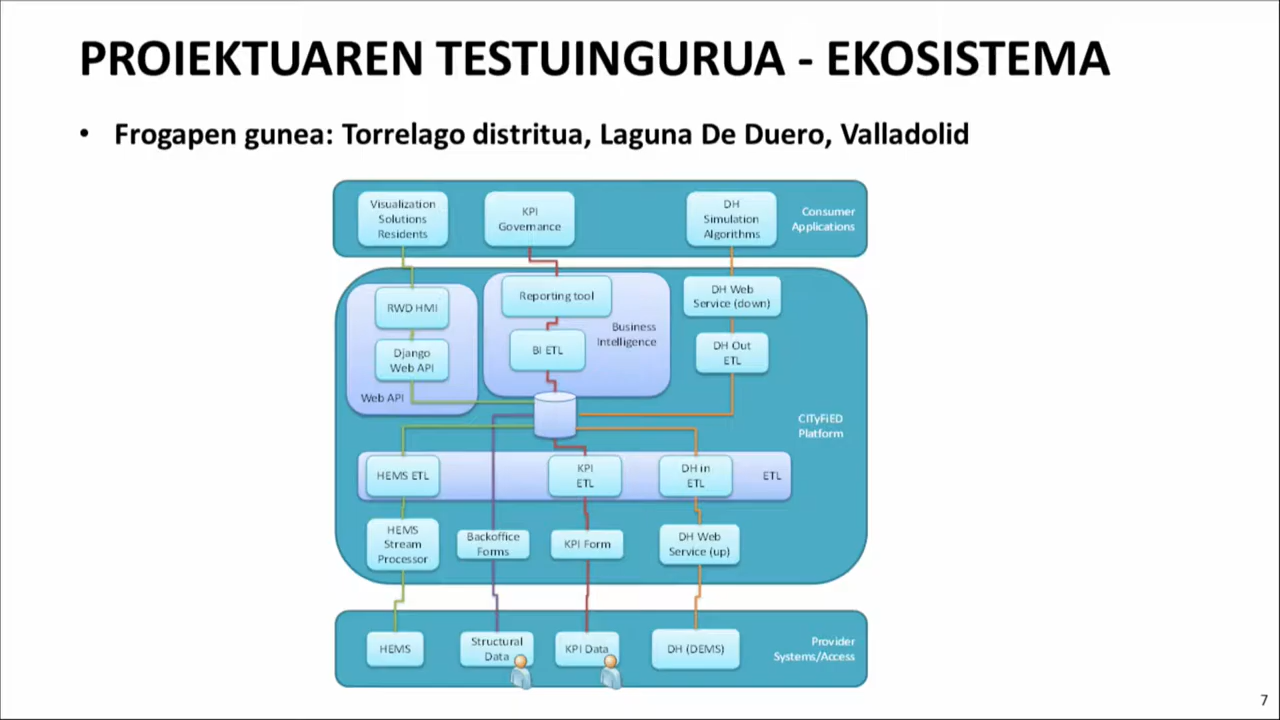 PROIEKTUAREN TESTUINGURUA - EKOSISTEMA
• Frogapen gunea: Torrelago distritua, Laguna De Duero, Valladolid
Visualization
Solutions
Residents
KPI
Governance
DH
Simulation
Algorithms
Consumer
Applications
RWD HMI
Django
Web API
Web API
Reporting tool
BI ETL
Business
Intelligence
DH Web
Service (down)
DH Out
ETL
CITyFiED
Platform
HEMS ETL
KPI
ETL
DH in
ETL
ETL
HEMS
Stream
Processor
Backoffice
Forms
KPI Form
DH Web
Service (up)
HEMS
Structural
Data
KPI Data
DH (DEMS)
Provider
Systems/Access
7